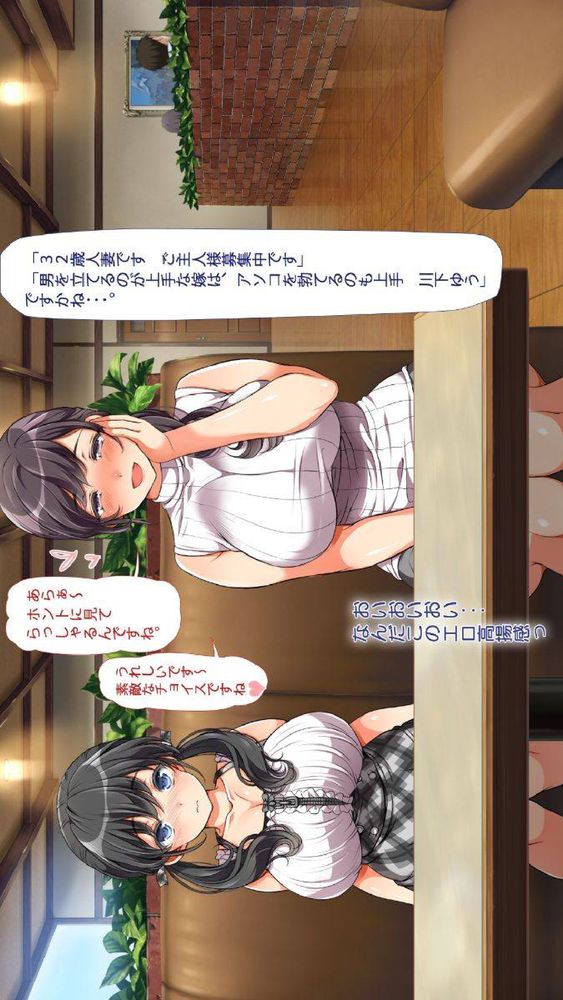 「３２歳人妻です　ご主人様募集中です」
「男を立てるのが上手な嫁は、アソコを勃てるのも上手　川下ゆう」
ですかね・・・。
あらぁ～
ホントに見て
らっしゃるんですね。
うれしいです～
素敵なチョイスですね
おいおいおい・・・
なんだこのエロ高揚感っ